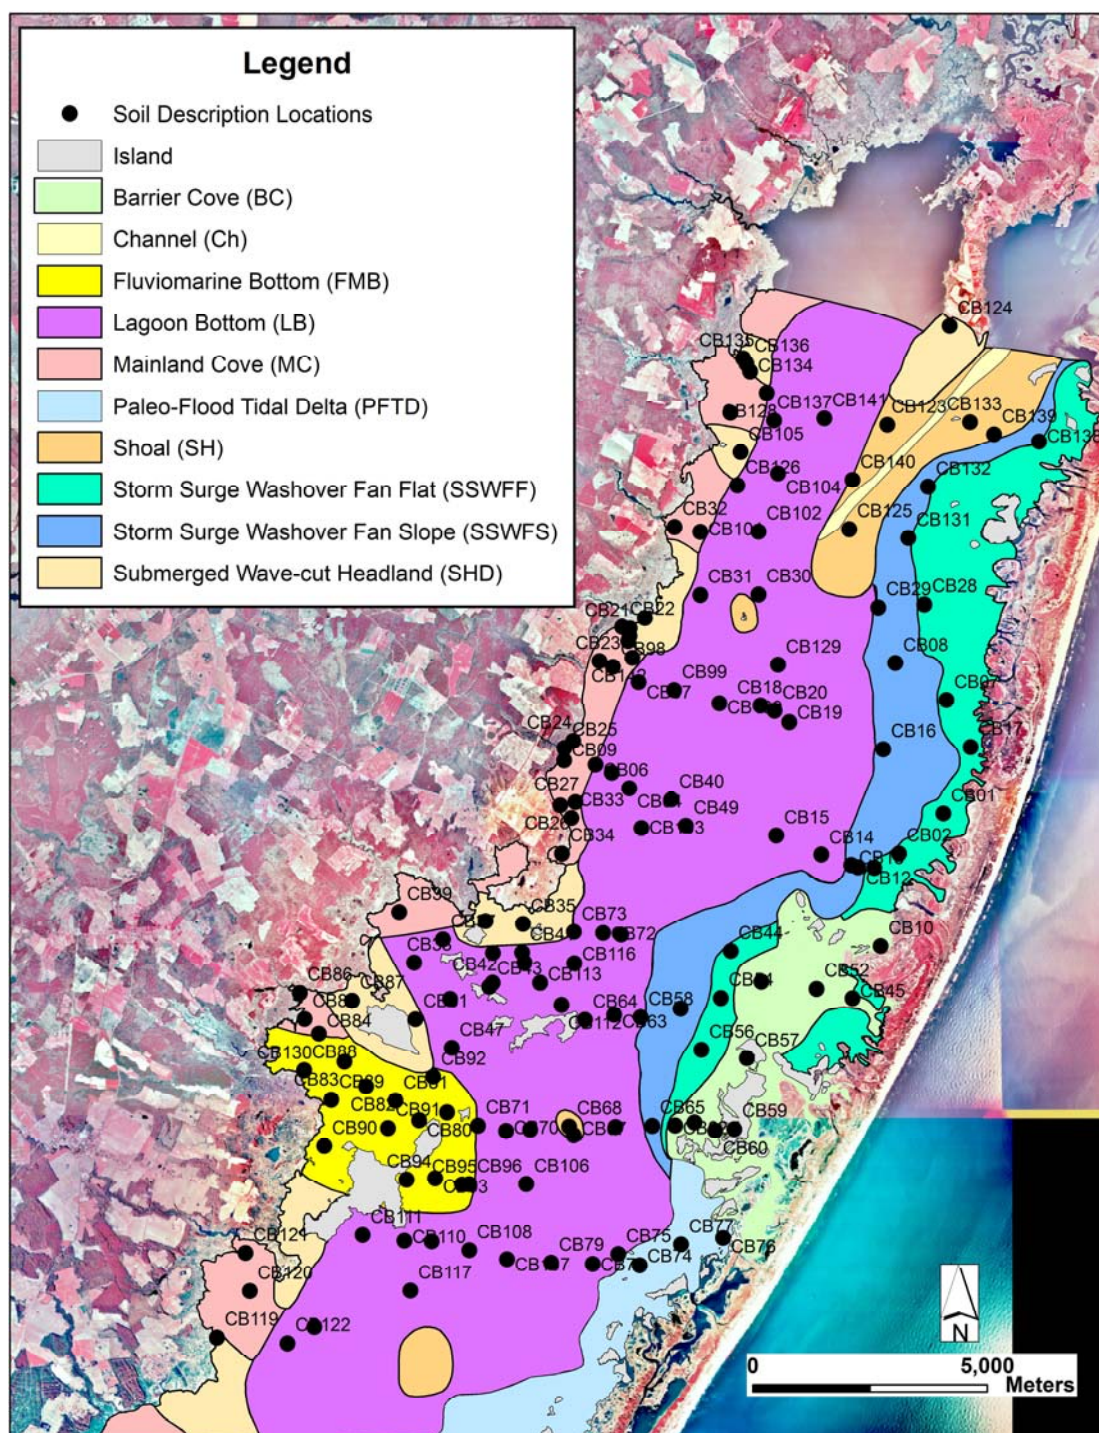 Legend
Soil Description Locations
Island
Barrier Cove (BC)
Channel (Ch)
Fluviomarine Bottom (FMB)
Lagoon Bottom (LB)
Mainland Cove (MC)
Paleo-Flood Tidal Delta (PFTD)
Shoal (SH)
Storm Surge Washover Fan Flat (SSWFF)
Storm Surge Washover Fan Slope (SSWFS)
Submerged Wave-cut Headland (SHD)
CB124
CB135
CB136
CB134
CB137
CB141
CB123
CB133
CB139
CB105
CB140
CB132
CB126
CB104
CB32
CB102
CB125
CB131
CB31
CB30
CB29
CB28
CB21
CB22
CB23
CB129
CB08
CB99
CB07
CB18
CB20
CB19
CB16
CB17
CB24
CB25
CB09
CB06
CB40
CB27
CB33
CB49
CB01
CB34
CB15
CB14
CB02
CB12
CB39
CB35
CB73
CB10
CB44
CB116
CB42
CB43
CB113
CB52
CB45
CB86
CB87
CB64
CB58
CB63
CB84
CB47
CB56
CB57
CB130
CB92
CB83
CB91
CB71
CB68
CB65
CB59
CB90
CB80
CB60
CB94
CB95
CB96
CB106
CB111
CB110
CB108
CB79
CB75
CB77
CB74
CB76
CB121
CB120
CB117
CB119
N
0 5,000
Meters